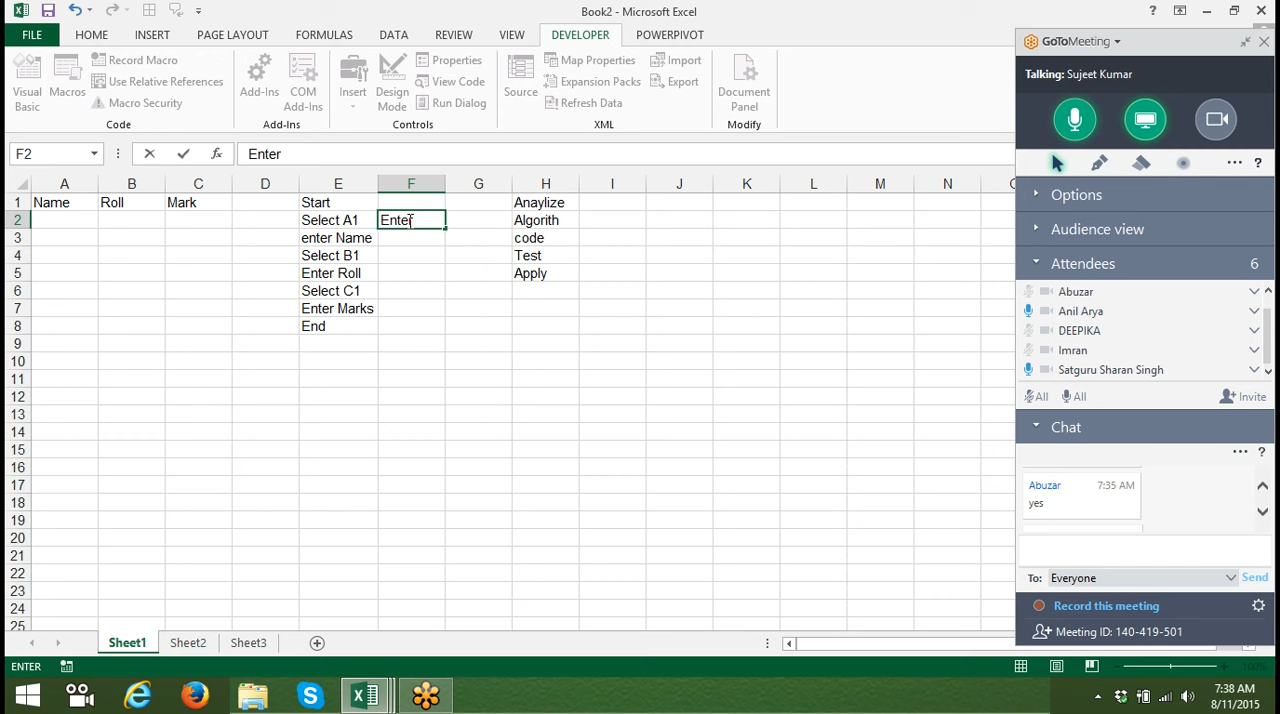 Book2 - Microsoft Excel
FILE HOME INSERT PAGE LAYOUT FORMULAS DATA REVIEW VIEW DEVELOPER POWERPIVOT
Visual Basic
Macros
Record Macro
Use Relative References
Macro Security
Code
Add-Ins
COM Add-Ins
Add-Ins
Insert
Design Mode
Properties
View Code
Run Dialog
Controls
Source
Map Properties
Expansion Packs
Refresh Data
Import
Export
XML
Document Panel
Modify
F2 fx Enter
A B C D E F G H I J K L M N
1 Name Roll Mark Start Anaylize
2 Select A1 Enter Algorith
3 enter Name code
4 Select B1 Test
5 Enter Roll Apply
6 Select C1
7 Enter Marks
8 End
9
10
11
12
13
14
15
16
17
18
19
20
21
22
23
24
25
Sheet1 Sheet2 Sheet3
ENTER
100%
GoToMeeting
Talking: Sujeet Kumar
Options
Audience view
Attendees 6
Abuzar
Anil Arya
DEEPIKA
Imran
Satguru Sharan Singh
All All Invite
Chat
Abuzar 7:35 AM
yes
To: Everyone Send
Record this meeting
Meeting ID: 140-419-501
7:38 AM
8/11/2015